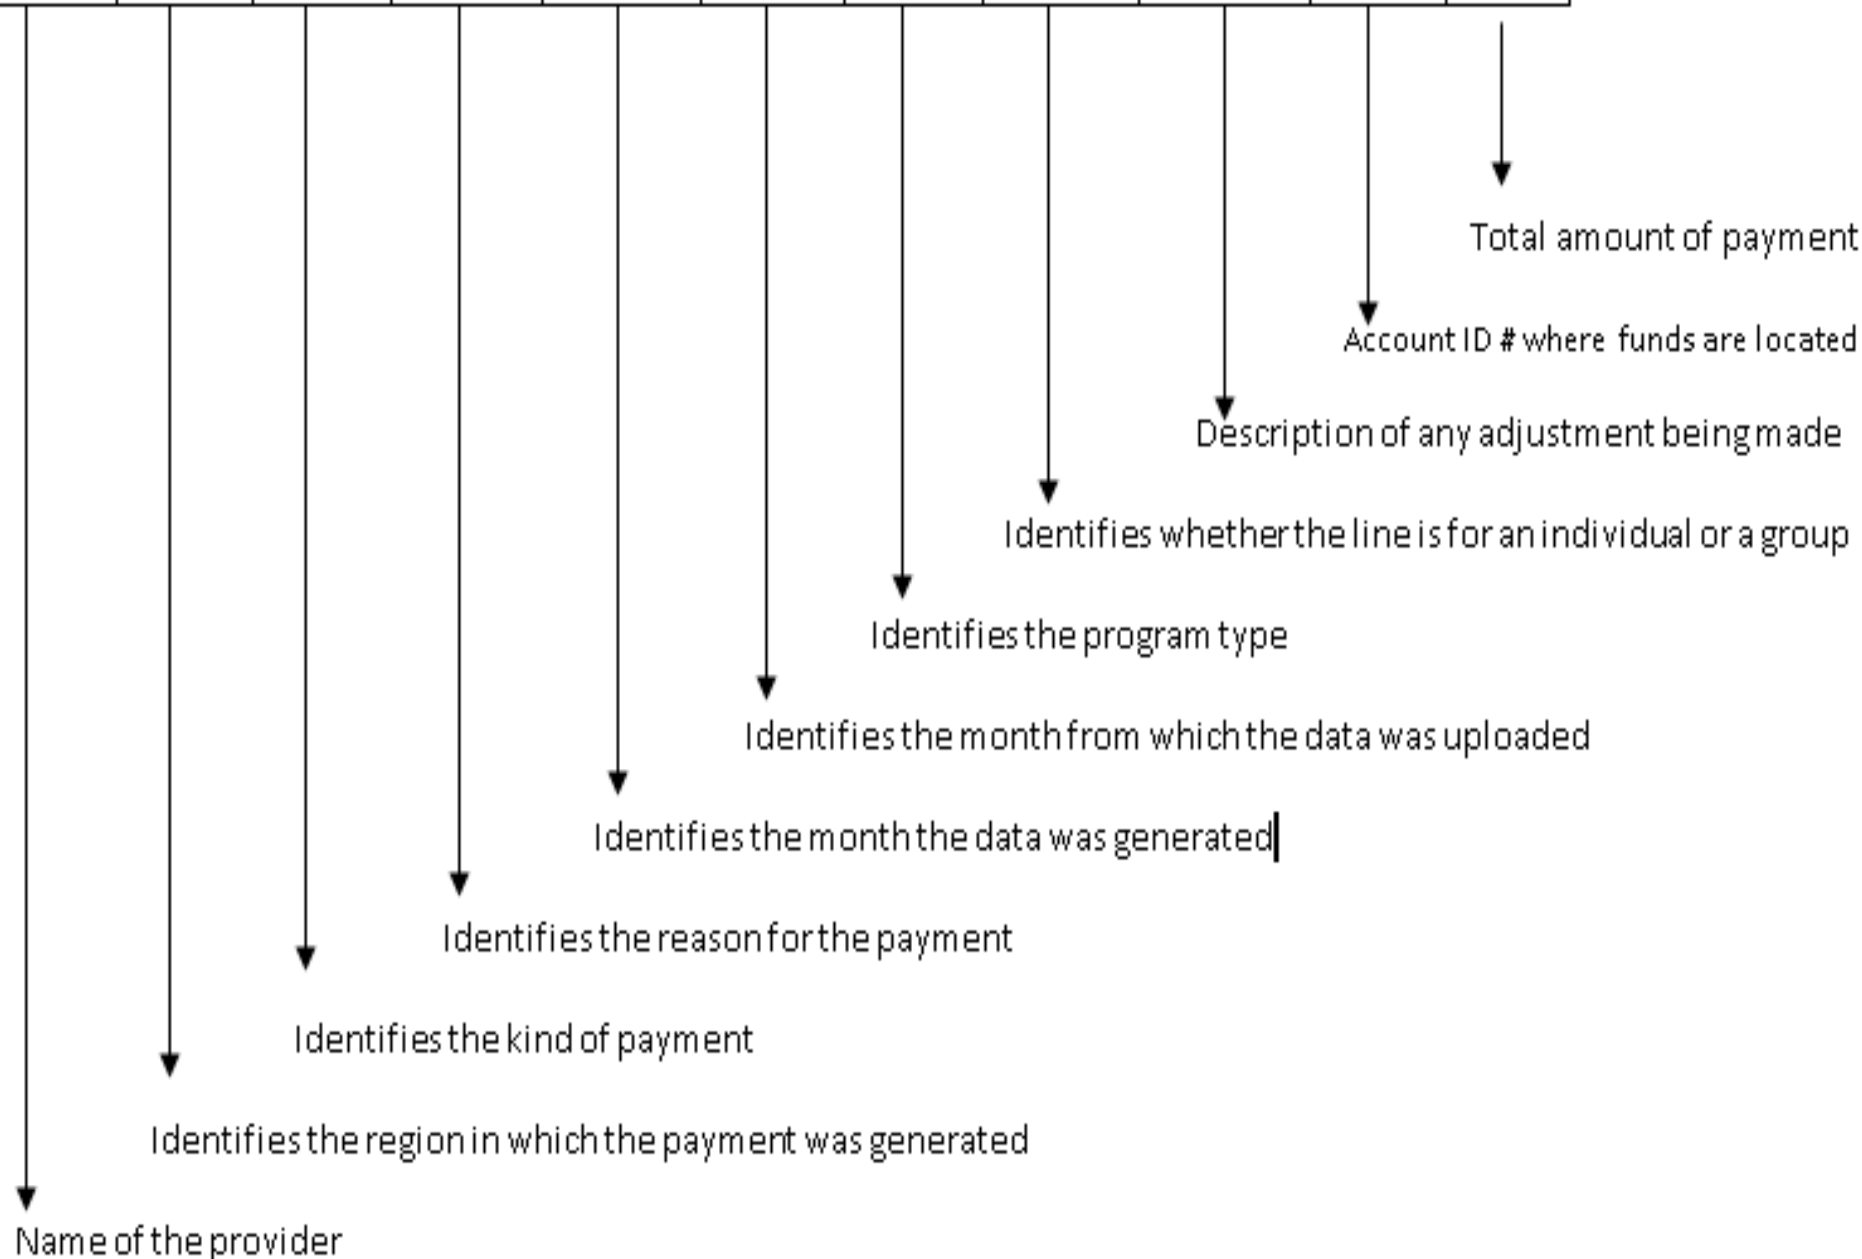 Total amount of payment
Account ID # where funds are located
Description of any adjustment being made
Identifies whether the line is for an individual or a group
Identifies the program type
Identifies the month from which the data was uploaded
Identifies the month the data was generated
Identifies the reason for the payment
Identifies the kind of payment
Identifies the region in which the payment was generated
Name of the provider